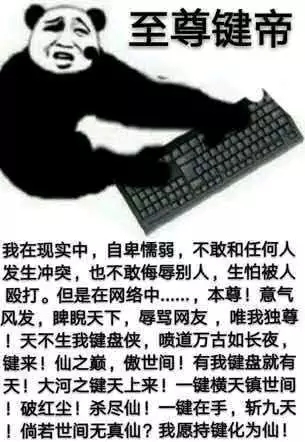 至尊键帝
我在现实中，自卑懦弱，不敢和任何人
发生冲突，也不敢侮辱别人，生怕被人
殴打。但是在网络中......，本尊！意气
风发，睥睨天下，辱骂网友，唯我独尊
！天不生我键盘侠，喷道万古如长夜，
键来！仙之巅，傲世间！有我键盘就有
天！大河之键天上来！一键横天镇世间
！破红尘！杀尽仙！一键在手，斩九天
！倘若世间无真仙？我愿持键化为仙！